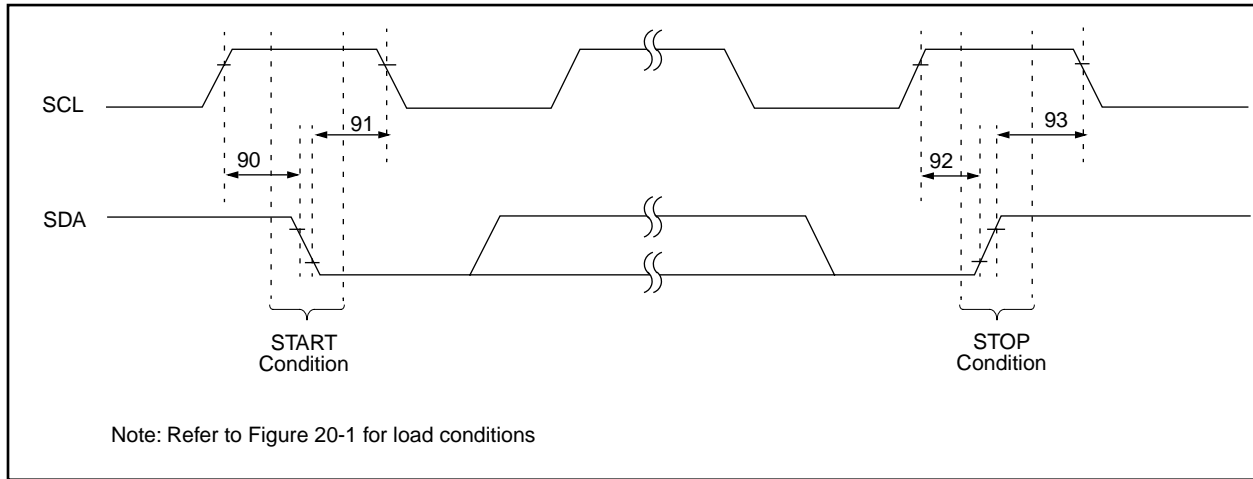 SCL
91
93
90
92
SDA
START
Condition
STOP
Condition
Note: Refer to Figure 20-1 for load conditions